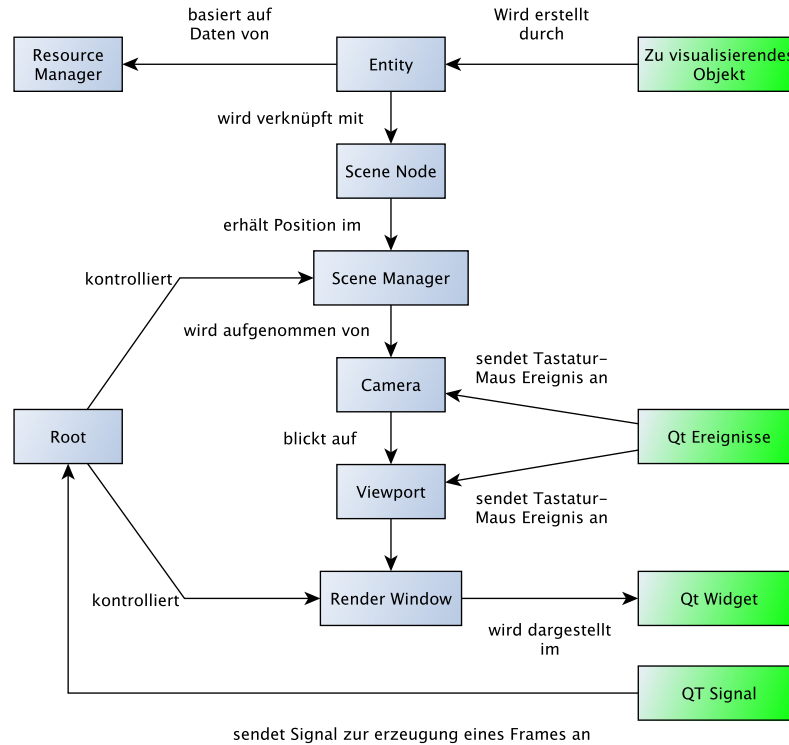 basiert auf
Daten von
Wird erstellt
durch
Resource
Manager
Entity
Zu visualisierendes
Objekt
wird verknüpft mit
Scene Node
erhält Position im
kontrolliert
Scene Manager
wird aufgenommen von
sendet Tastatur-
Maus Ereignis an
Camera
Root
blickt auf
Qt Ereignisse
Viewport
sendet Tastatur-
Maus Ereignis an
kontrolliert
Render Window
Qt Widget
wird dargestellt
im
QT Signal
sendet Signal zur erzeugung eines Frames an